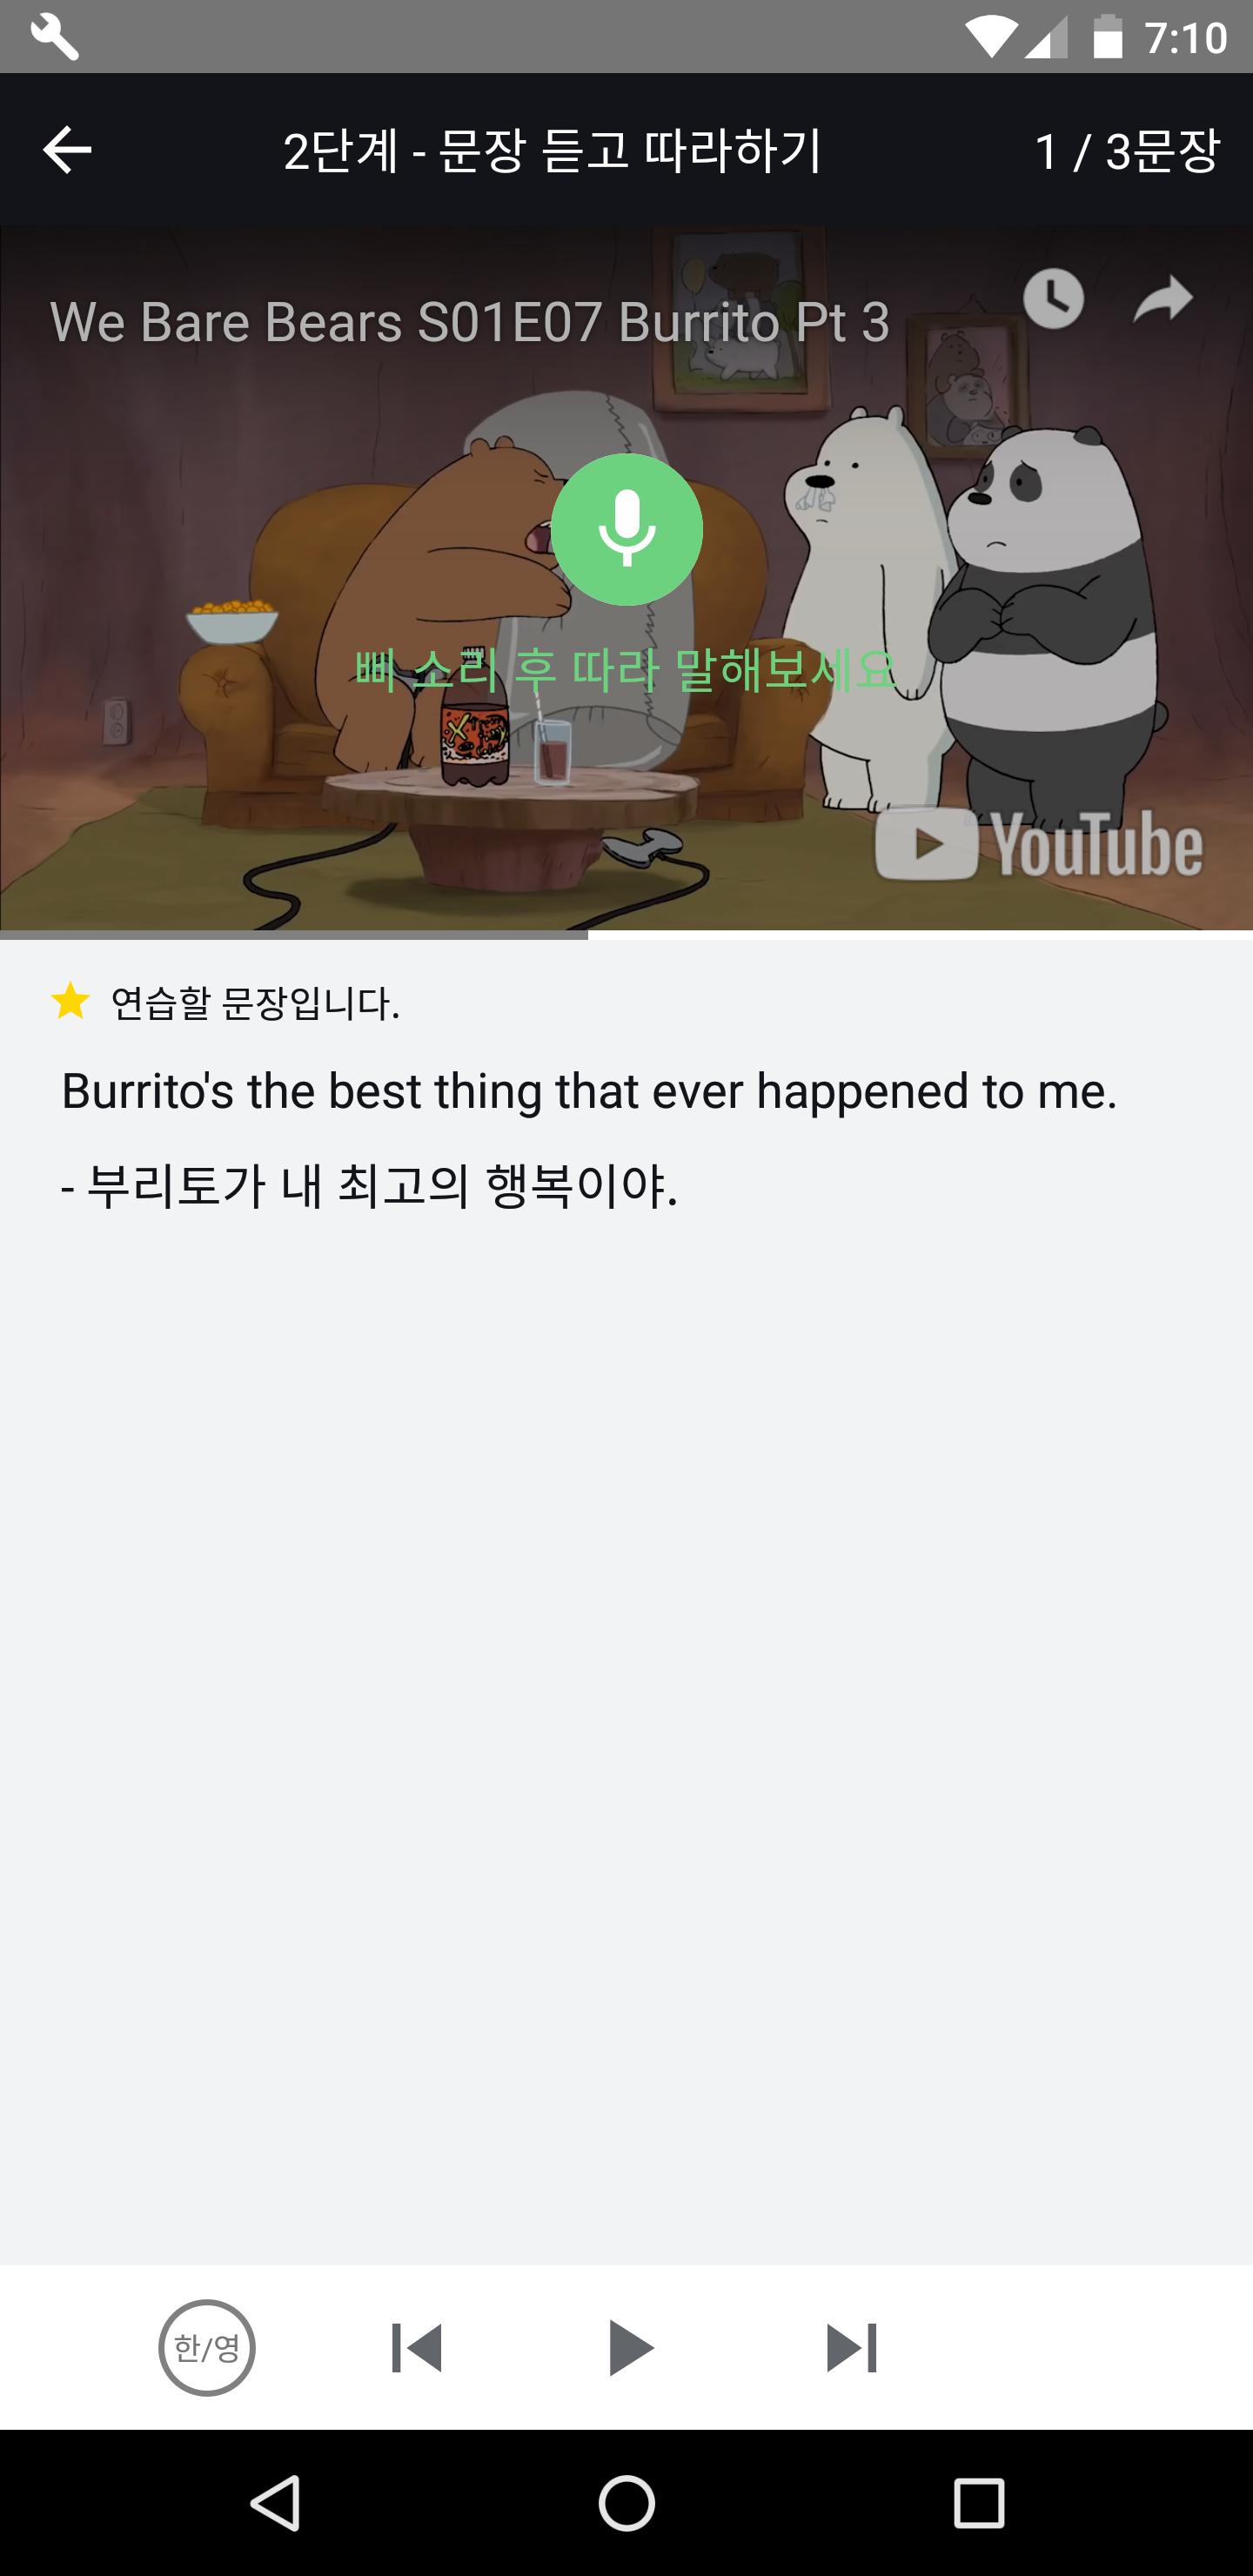 7:10
2단계 - 문장 듣고 따라하기
1 / 3문장
We Bare Bears S01E07 Burrito Pt 3
삐 소리 후 따라 말해보세요
YouTube
연습할 문장입니다.
Burrito's the best thing that ever happened to me.
- 부리토가 내 최고의 행복이야.
한/영